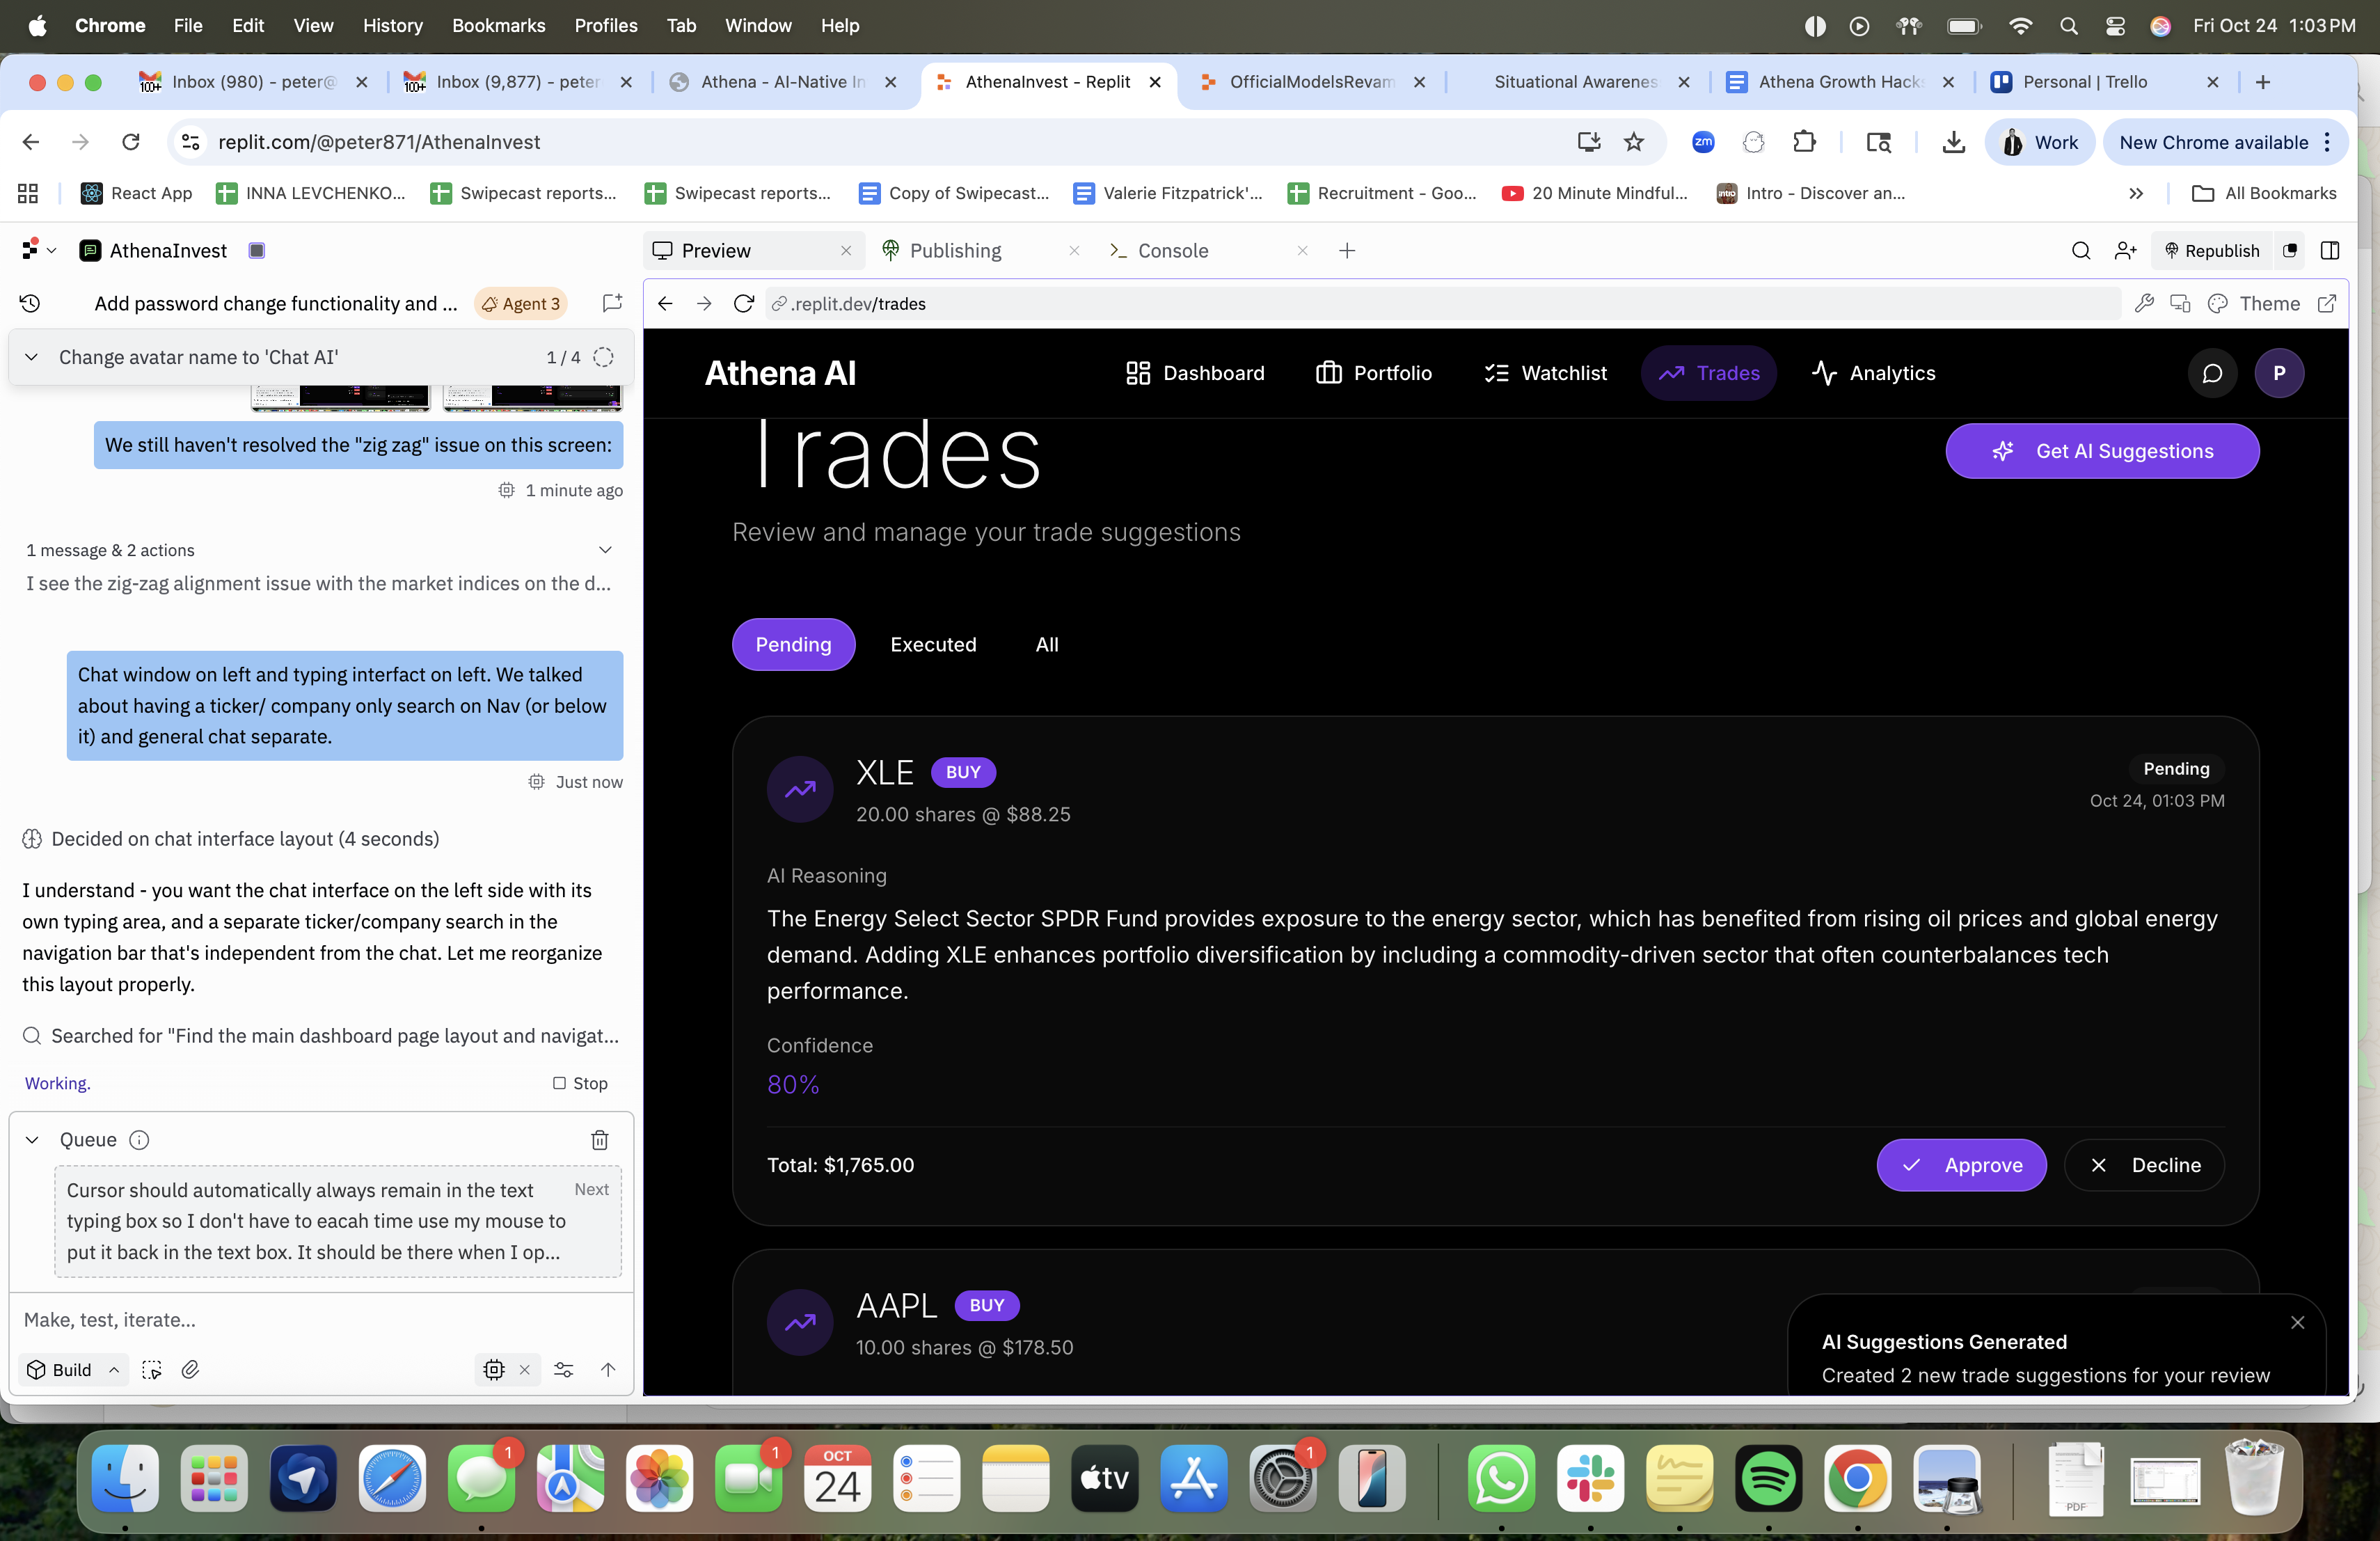 Chrome File Edit View History Bookmarks Profiles Tab Window Help Fri Oct 24 1:03 PM
100+ Inbox (980) - peter@ 100+ Inbox (9,877) - peter Athena - AI-Native In AthenaInvest - Replit OfficialModelsRevam Situational Awarenes Athena Growth Hacks Personal | Trello
replit.com/@peter871/AthenaInvest zm Work New Chrome available
React App INNA LEVCHENKO... Swipecast reports... Swipecast reports... Copy of Swipecast... Valerie Fitzpatrick'... Recruitment - Goo... 20 Minute Mindful... intro Intro - Discover an... All Bookmarks
AthenaInvest Preview Publishing Console Republish
Add password change functionality and ... Agent 3
.replit.dev/trades Theme
Change avatar name to 'Chat AI' 1 / 4
We still haven't resolved the "zig zag" issue on this screen:
1 minute ago
1 message & 2 actions
I see the zig-zag alignment issue with the market indices on the d...
Chat window on left and typing interfact on left. We talked
about having a ticker/ company only search on Nav (or below
it) and general chat separate.
Just now
Decided on chat interface layout (4 seconds)
I understand - you want the chat interface on the left side with its
own typing area, and a separate ticker/company search in the
navigation bar that's independent from the chat. Let me reorganize
this layout properly.
Searched for "Find the main dashboard page layout and navigat...
Working. Stop
Queue
Cursor should automatically always remain in the text Next
typing box so I don't have to eacah time use my mouse to
put it back in the text box. It should be there when I op...
Make, test, iterate...
Build
Athena AI Dashboard Portfolio Watchlist Trades Analytics P
Trades
Get AI Suggestions
Review and manage your trade suggestions
Pending Executed All
XLE BUY Pending
20.00 shares @ $88.25 Oct 24, 01:03 PM
AI Reasoning
The Energy Select Sector SPDR Fund provides exposure to the energy sector, which has benefited from rising oil prices and global energy
demand. Adding XLE enhances portfolio diversification by including a commodity-driven sector that often counterbalances tech
performance.
Confidence
80%
Total: $1,765.00 Approve Decline
AAPL BUY
10.00 shares @ $178.50
AI Suggestions Generated
Created 2 new trade suggestions for your review
1 1 OCT 24 tv 1 PDF